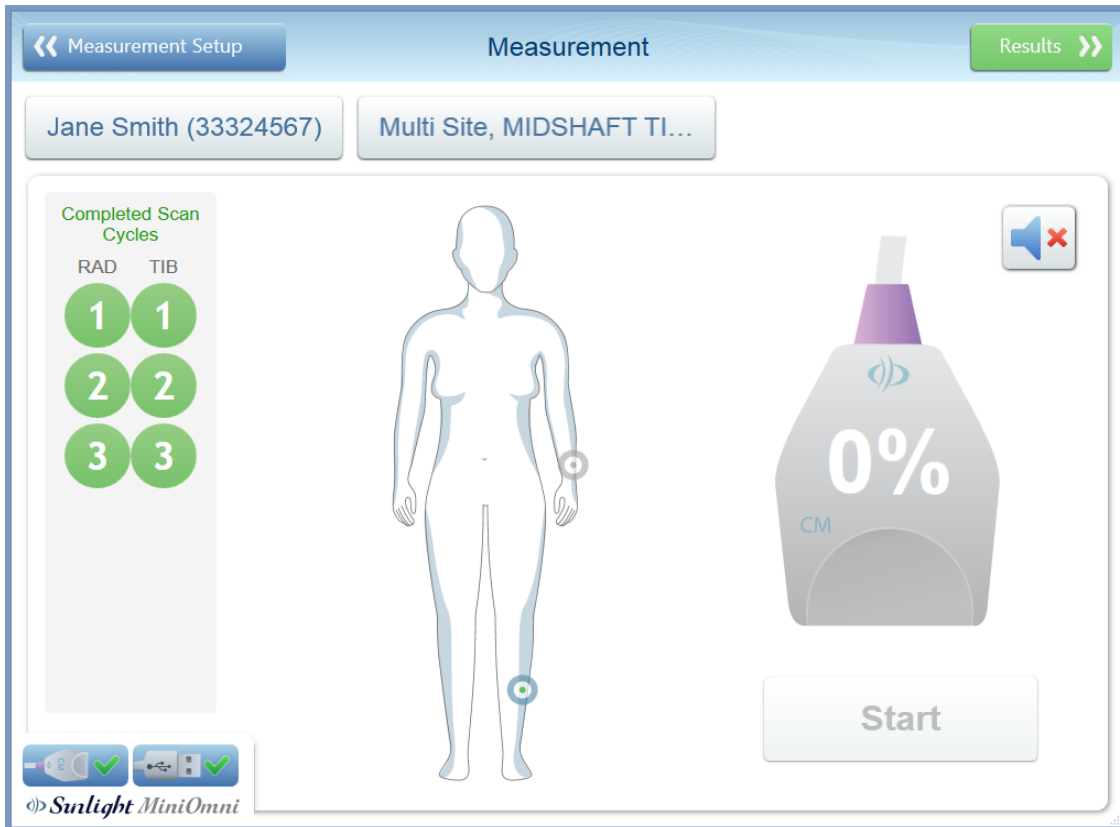 Measurement Setup
Measurement
Results
Jane Smith (33324567)
Multi Site, MIDSHAFT TI...
Completed Scan
Cycles
RAD TIB
1 1
2 2
3 3
0%
CM
Start
CM
Sunlight MiniOmni